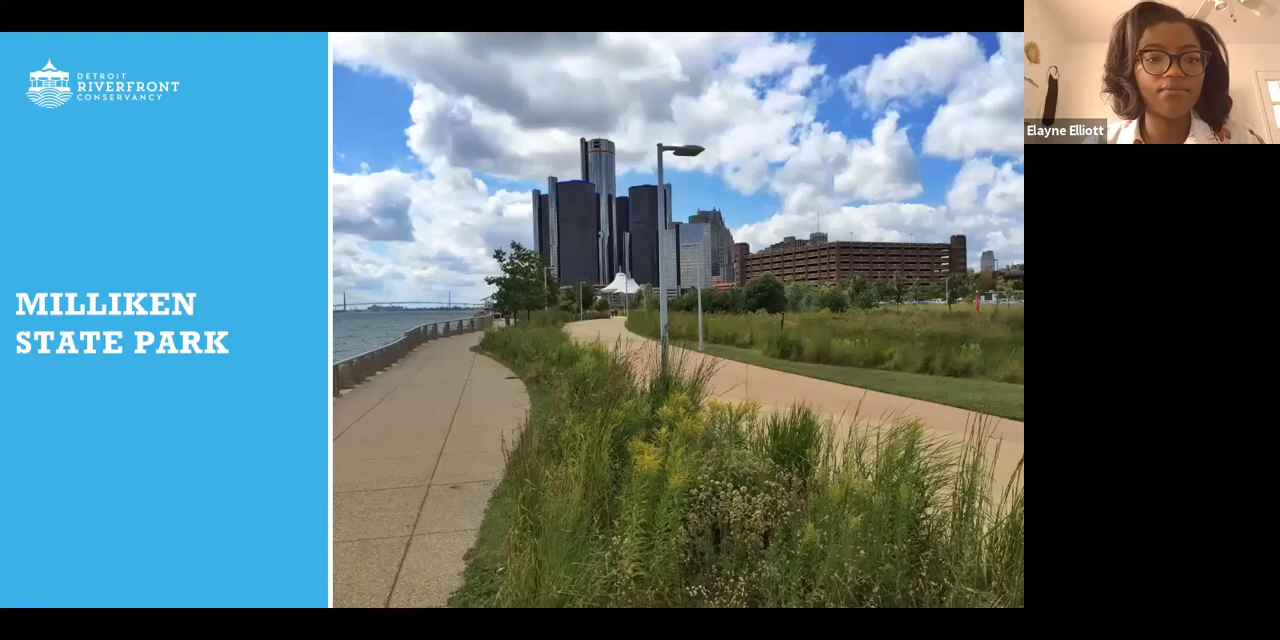 DETROIT
RIVERFRONT
CONSERVANCY
MILLIKEN
STATE PARK
Elayne Elliott